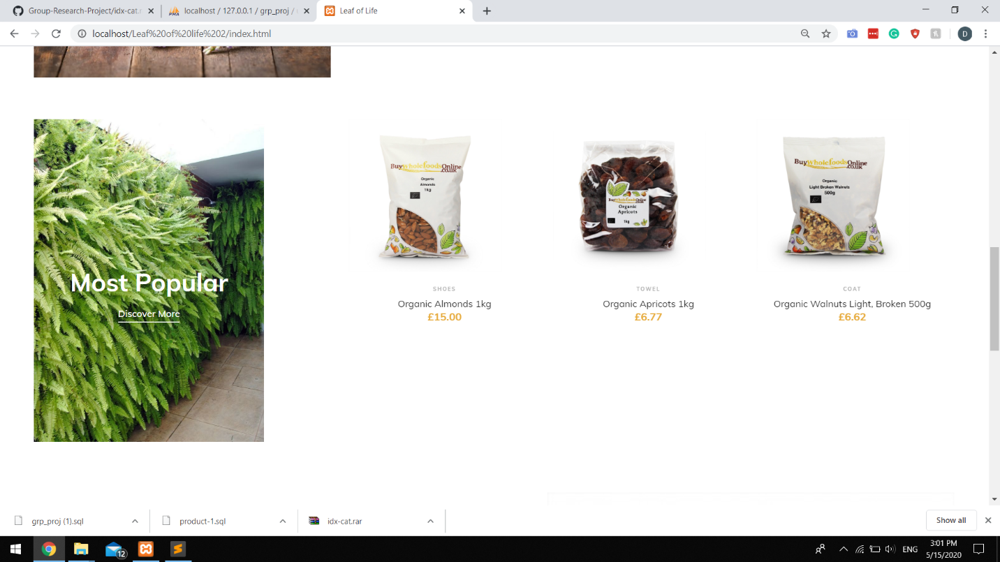 Group-Research-Project/idx-cat.r
localhost / 127.0.0.1 / grp_proj /
Leaf of Life
localhost/Leaf%20of%20life%202/index.html
D
Most Popular
Discover More
BuyWholefoodsOnline
.co.uk
Organic
Almonds
1kg
SHOES
Organic Almonds 1kg
£15.00
BuyWholefoodsOnline
Organic
Apricots
1kg
TOWEL
Organic Apricots 1kg
£6.77
BuyWholefoodsOnline
.co.uk
Organic
Light Broken Walnuts
500g
COAT
Organic Walnuts Light, Broken 500g
£6.62
grp_proj (1).sql
product-1.sql
idx-cat.rar
Show all
12
ENG
3:01 PM
5/15/2020